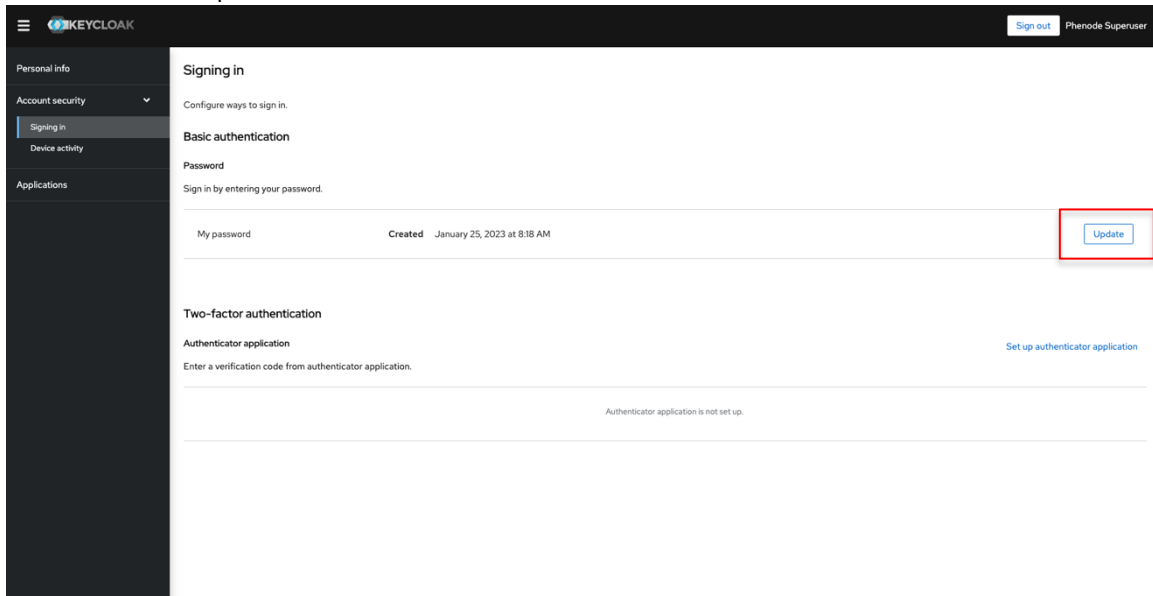 KEYCLOAK
Sign out Phenode Superuser
Personal info
Account security
Signing in
Device activity
Applications
Signing in
Configure ways to sign in.
Basic authentication
Password
Sign in by entering your password.
My password Created January 25, 2023 at 8:18 AM Update
Two-factor authentication
Authenticator application Set up authenticator application
Enter a verification code from authenticator application.
Authenticator application is not set up.